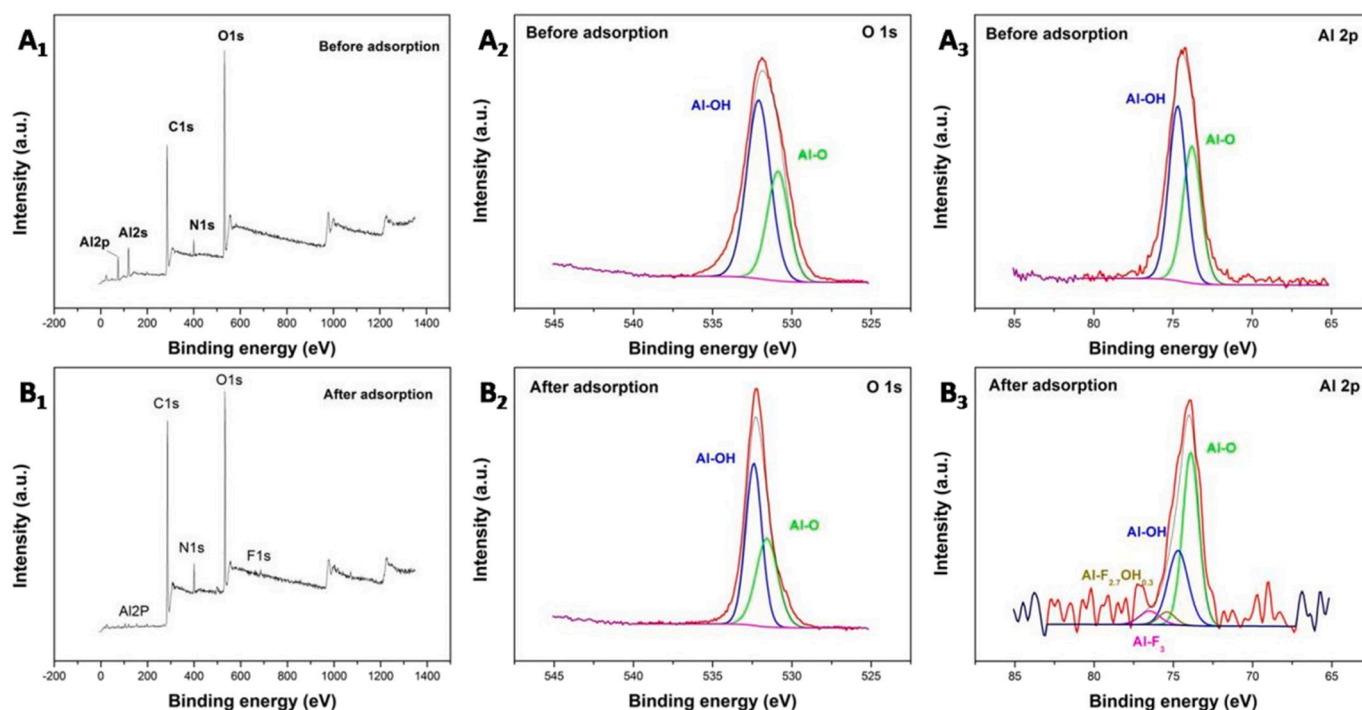 A1
Before adsorption
O1s
C1s
Al2p
Al2s
N1s
Intensity (a.u.)
-200 0 200 400 600 800 1000 1200 1400
Binding energy (eV)
A2
Before adsorption
O 1s
Al-OH
Al-O
Intensity (a.u.)
545 540 535 530 525
Binding energy (eV)
A3
Before adsorption
Al 2p
Al-OH
Al-O
Intensity (a.u.)
85 80 75 70 65
Binding energy (eV)
B1
After adsorption
O1s
C1s
N1s
F1s
Al2P
Intensity (a.u.)
-200 0 200 400 600 800 1000 1200 1400
Binding energy (eV)
B2
After adsorption
O 1s
Al-OH
Al-O
Intensity (a.u.)
545 540 535 530 525
Binding energy (eV)
B3
After adsorption
Al 2p
Al-O
Al-OH
Al-F2.7OH0.3
Al-F3
Intensity (a.u.)
85 80 75 70 65
Binding energy (eV)